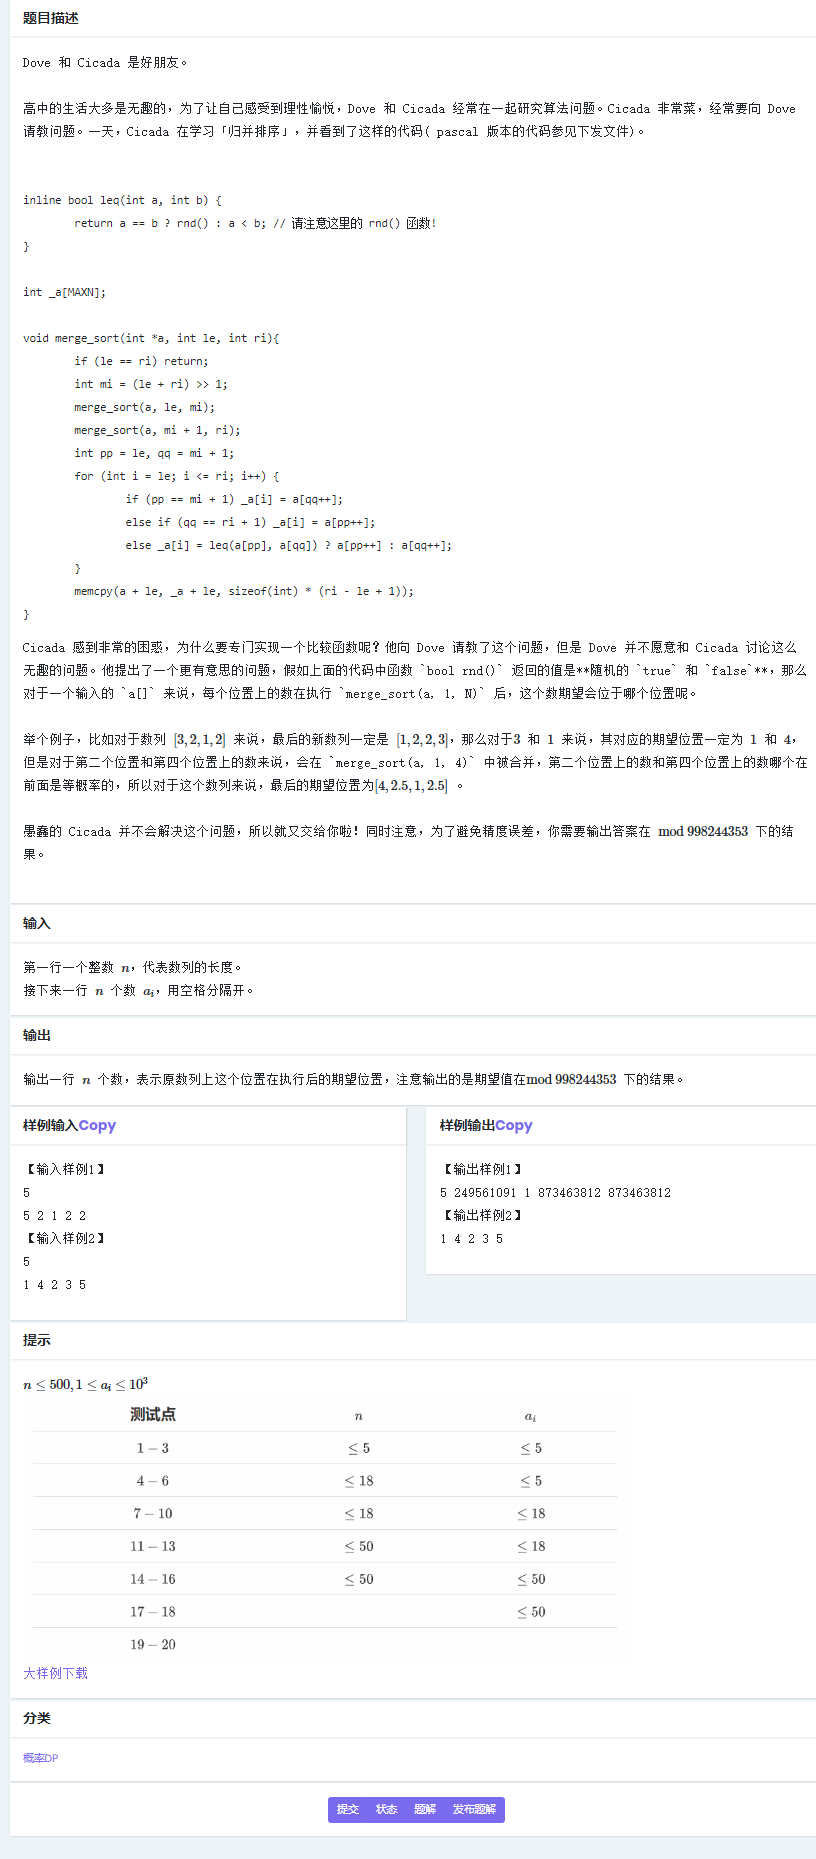 题目描述
Dove 和 Cicada 是好朋友。
高中的生活大多是无趣的，为了让自己感受到理性愉悦，Dove 和 Cicada 经常在一起研究算法问题。Cicada 非常菜，经常要向 Dove
请教问题。一天，Cicada 在学习「归并排序」，并看到了这样的代码( pascal 版本的代码参见下发文件)。
inline bool leq(int a, int b) {
return a == b ? rnd() : a < b; // 请注意这里的 rnd() 函数!
}
int _a[MAXN];
void merge_sort(int *a, int le, int ri){
if (le == ri) return;
int mi = (le + ri) >> 1;
merge_sort(a, le, mi);
merge_sort(a, mi + 1, ri);
int pp = le, qq = mi + 1;
for (int i = le; i <= ri; i++) {
if (pp == mi + 1) _a[i] = a[qq++];
else if (qq == ri + 1) _a[i] = a[pp++];
else _a[i] = leq(a[pp], a[qq]) ? a[pp++] : a[qq++];
}
memcpy(a + le, _a + le, sizeof(int) * (ri - le + 1));
}
Cicada 感到非常的困惑，为什么要专门实现一个比较函数呢？他向 Dove 请教了这个问题，但是 Dove 并不愿意和 Cicada 讨论这么
无趣的问题。他提出了一个更有意思的问题，假如上面的代码中函数 `bool rnd()` 返回的值是**随机的 `true` 和 `false`**，那么
对于一个输入的 `a[]` 来说，每个位置上的数在执行 `merge_sort(a, 1, N)` 后，这个数期望会位于哪个位置呢。
举个例子，比如对于数列 [3, 2, 1, 2] 来说，最后的新数列一定是 [1, 2, 2, 3]，那么对于3 和 1 来说，其对应的期望位置一定为 1 和 4，
但是对于第二个位置和第四个位置上的数来说，会在 `merge_sort(a, 1, 4)` 中被合并，第二个位置上的数和第四个位置上的数哪个在
前面是等概率的，所以对于这个数列来说，最后的期望位置为[4, 2.5, 1, 2.5] 。
愚蠢的 Cicada 并不会解决这个问题，所以就又交给你啦！同时注意，为了避免精度误差，你需要输出答案在 mod 998244353 下的结
果。
输入
第一行一个整数 n，代表数列的长度。
接下来一行 n 个数 aᵢ，用空格分隔开。
输出
输出一行 n 个数，表示原数列上这个位置在执行后的期望位置，注意输出的是期望值在mod 998244353 下的结果。
样例输入Copy
【输入样例1】
5
5 2 1 2 2
【输入样例2】
5
1 4 2 3 5
样例输出Copy
【输出样例1】
5 249561091 1 873463812 873463812
【输出样例2】
1 4 2 3 5
提示
n ≤ 500, 1 ≤ aᵢ ≤ 10³
测试点 n aᵢ
1 − 3 ≤ 5 ≤ 5
4 − 6 ≤ 18 ≤ 5
7 − 10 ≤ 18 ≤ 18
11 − 13 ≤ 50 ≤ 18
14 − 16 ≤ 50 ≤ 50
17 − 18 ≤ 50
19 − 20
大样例下载
分类
概率DP
提交 状态 题解 发布题解